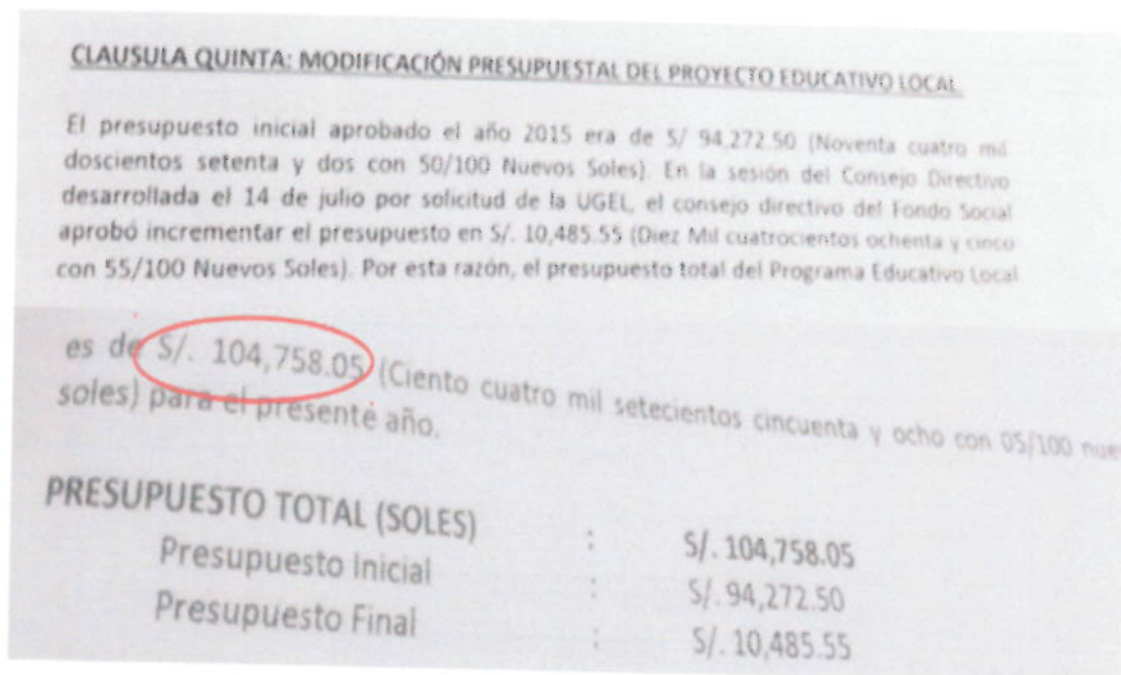 CLAUSULA QUINTA: MODIFICACIÓN PRESUPUESTAL DEL PROYECTO EDUCATIVO LOCAL
El presupuesto inicial aprobado el año 2015 era de S/ 94,272.50 (Noventa cuatro mil
doscientos setenta y dos con 50/100 Nuevos Soles). En la sesión del Consejo Directivo
desarrollada el 14 de julio por solicitud de la UGEL, el consejo directivo del Fondo Social
aprobó incrementar el presupuesto en S/. 10,485.55 (Diez Mil cuatrocientos ochenta y cinco
con 55/100 Nuevos Soles). Por esta razón, el presupuesto total del Programa Educativo Local
es de S/. 104,758.05 (Ciento cuatro mil setecientos cincuenta y ocho con 05/100 nue
soles) para el presente año.
PRESUPUESTO TOTAL (SOLES) : S/. 104,758.05
Presupuesto Inicial : S/. 94,272.50
Presupuesto Final : S/. 10,485.55